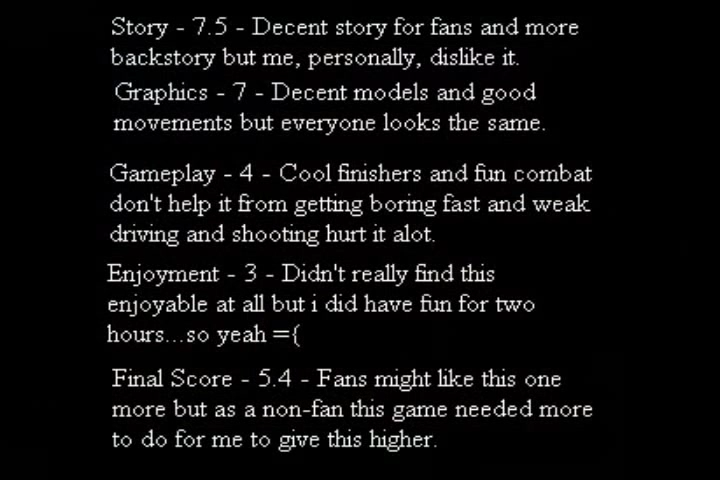 Story - 7.5 - Decent story for fans and more
backstory but me, personally, dislike it.
Graphics - 7 - Decent models and good
movements but everyone looks the same.
Gameplay - 4 - Cool finishers and fun combat
don't help it from getting boring fast and weak
driving and shooting hurt it alot.
Enjoyment - 3 - Didn't really find this
enjoyable at all but i did have fun for two
hours...so yeah ={
Final Score - 5.4 - Fans might like this one
more but as a non-fan this game needed more
to do for me to give this higher.